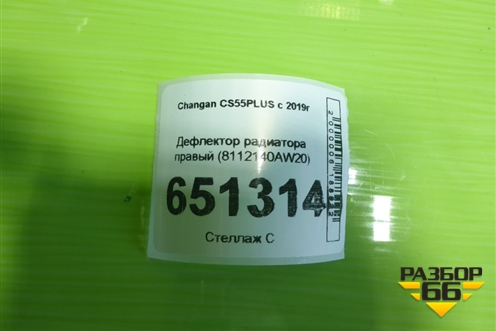 Changan CS55PLUS с 2019г
Дефлектор радиатора
правый (8112140AW20)
651314
Стеллаж С
РАЗБОР
66